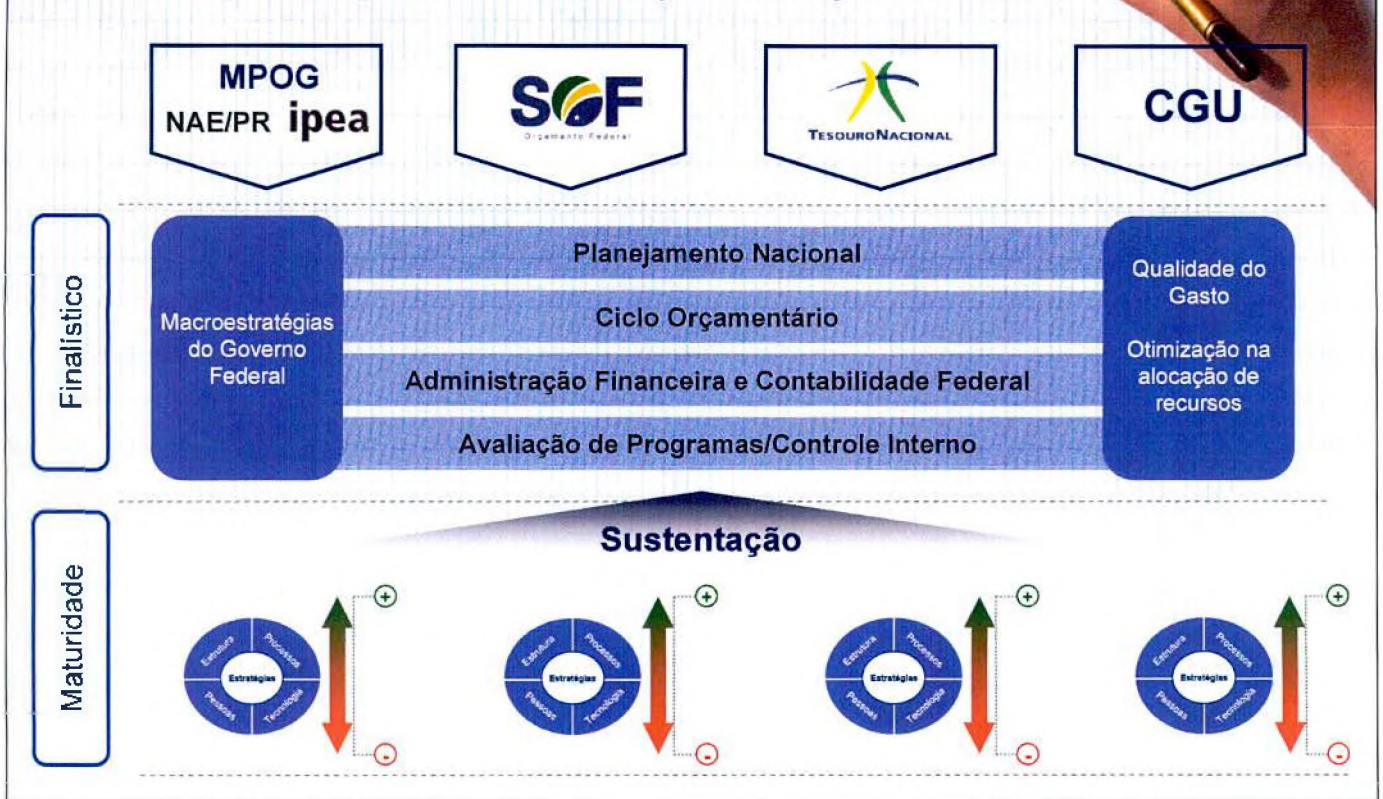 MPOG
NAE/PR ipea
SOF
Orçamento Federal
TESOURONACIONAL
CGU
Finalístico
Macroestratégias
do Governo
Federal
Planejamento Nacional
Ciclo Orçamentário
Administração Financeira e Contabilidade Federal
Avaliação de Programas/Controle Interno
Qualidade do
Gasto
Otimização na
alocação de
recursos
Maturidade
Sustentação
Estrutura
Processos
Estratégias
Pessoas
Tecnologia
+
-
Estrutura
Processos
Estratégias
Pessoas
Tecnologia
+
-
Estrutura
Processos
Estratégias
Pessoas
Tecnologia
+
-
Estrutura
Processos
Estratégias
Pessoas
Tecnologia
+
-